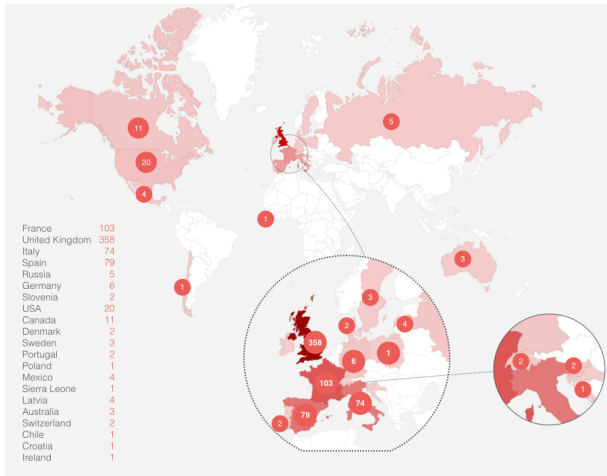 11
20
4
5
1
3
1
France 103
United Kingdom 358
Italy 74
Spain 79
Russia 5
Germany 6
Slovenia 2
USA 20
Canada 11
Denmark 2
Sweden 3
Portugal 2
Poland 1
Mexico 4
Sierra Leone 1
Latvia 4
Australia 3
Switzerland 2
Chile 1
Croatia 1
Ireland 1
3
2
4
358
6
1
103
74
79
2
2
2
1